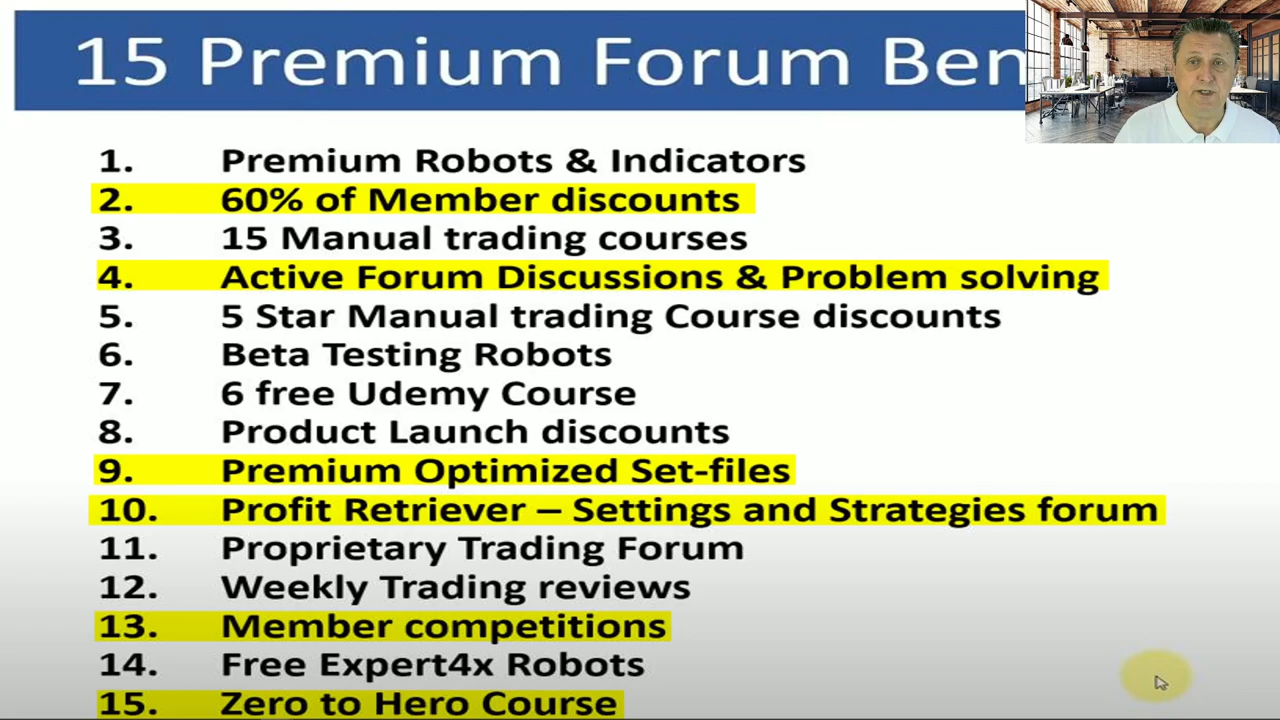 15 Premium Forum Ben
1. Premium Robots & Indicators
2. 60% of Member discounts
3. 15 Manual trading courses
4. Active Forum Discussions & Problem solving
5. 5 Star Manual trading Course discounts
6. Beta Testing Robots
7. 6 free Udemy Course
8. Product Launch discounts
9. Premium Optimized Set-files
10. Profit Retriever – Settings and Strategies forum
11. Proprietary Trading Forum
12. Weekly Trading reviews
13. Member competitions
14. Free Expert4x Robots
15. Zero to Hero Course